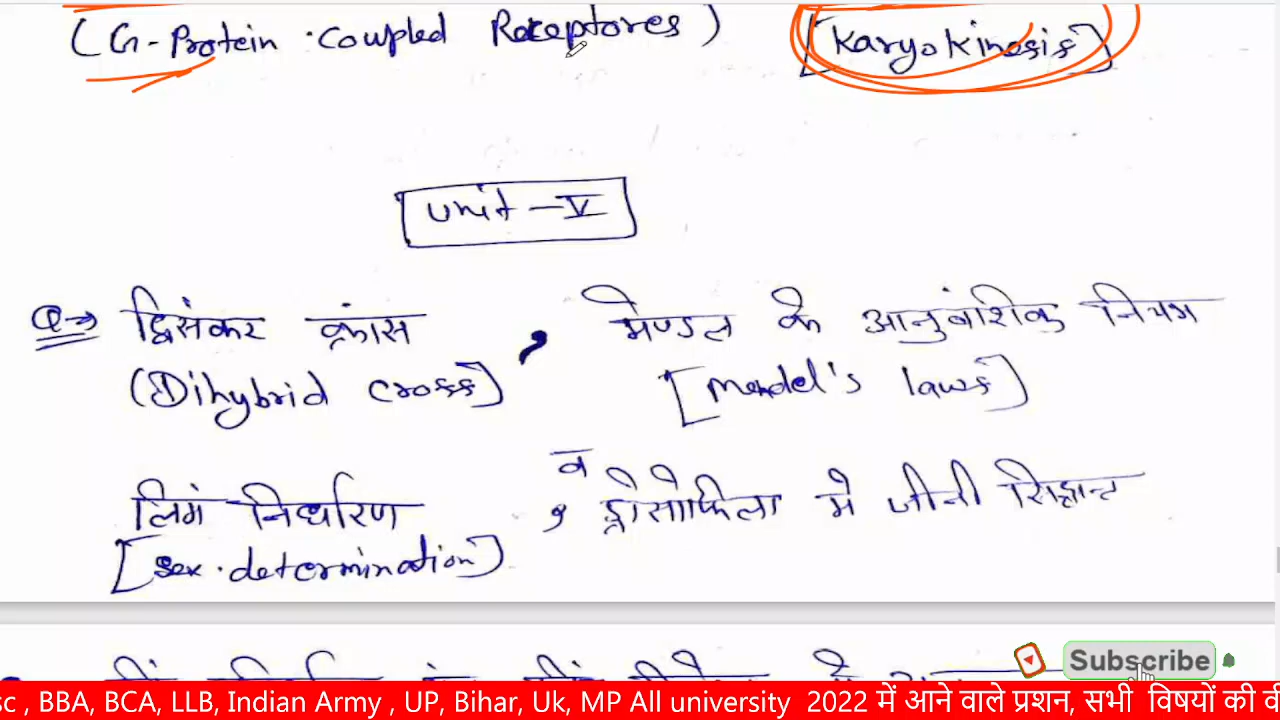 (G-Protein Coupled Receptores) [Karyokinesis]
Unit - V
Q→ द्विसंकर क्रांस , मेण्डल के आनुवंशिक नियम
(Dihybrid cross) [Mendel's laws]
लिगं निर्धारण , व ड्रोसोफिला मे जीनी सिद्धान्त
[sex.determination]
Subscribe
sc , BBA, BCA, LLB, Indian Army , UP, Bihar, Uk, MP All university 2022 में आने वाले प्रशन, सभी विषयों की वी